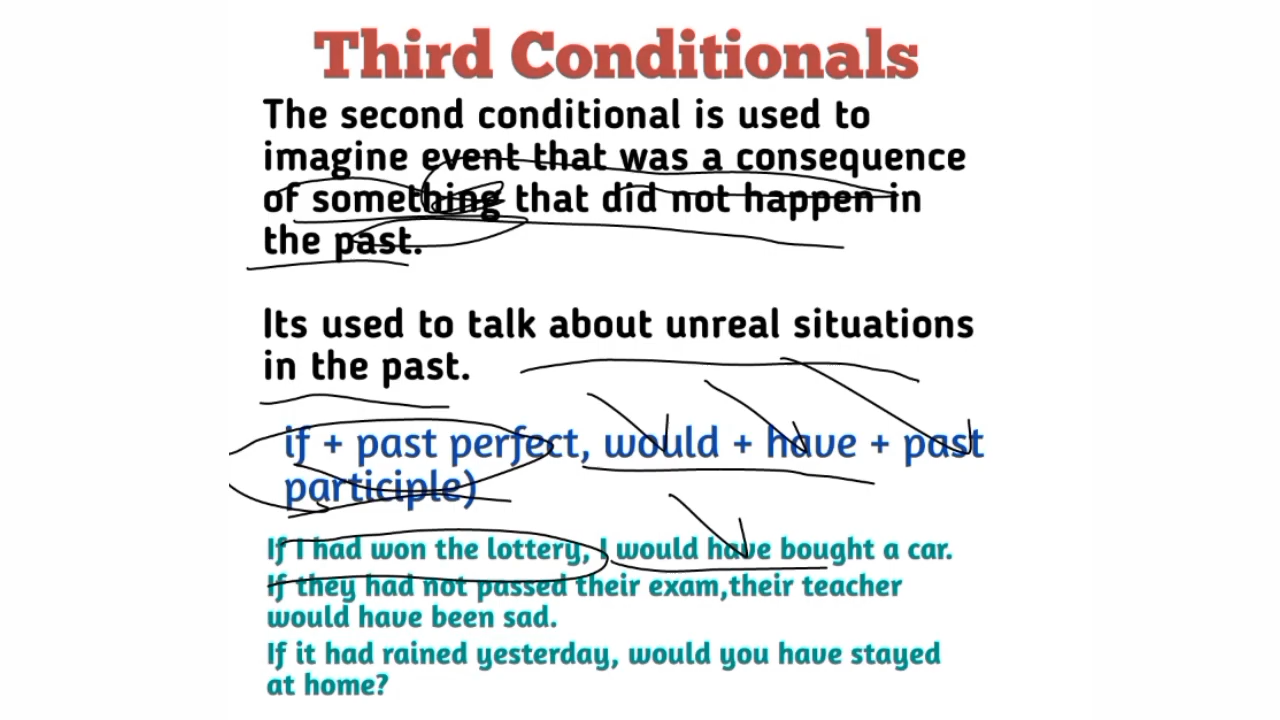 Third Conditionals
The second conditional is used to
imagine event that was a consequence
of something that did not happen in
the past.
Its used to talk about unreal situations
in the past.
if + past perfect, would + have + past
participle)
If I had won the lottery, I would have bought a car.
If they had not passed their exam,their teacher
would have been sad.
If it had rained yesterday, would you have stayed
at home?